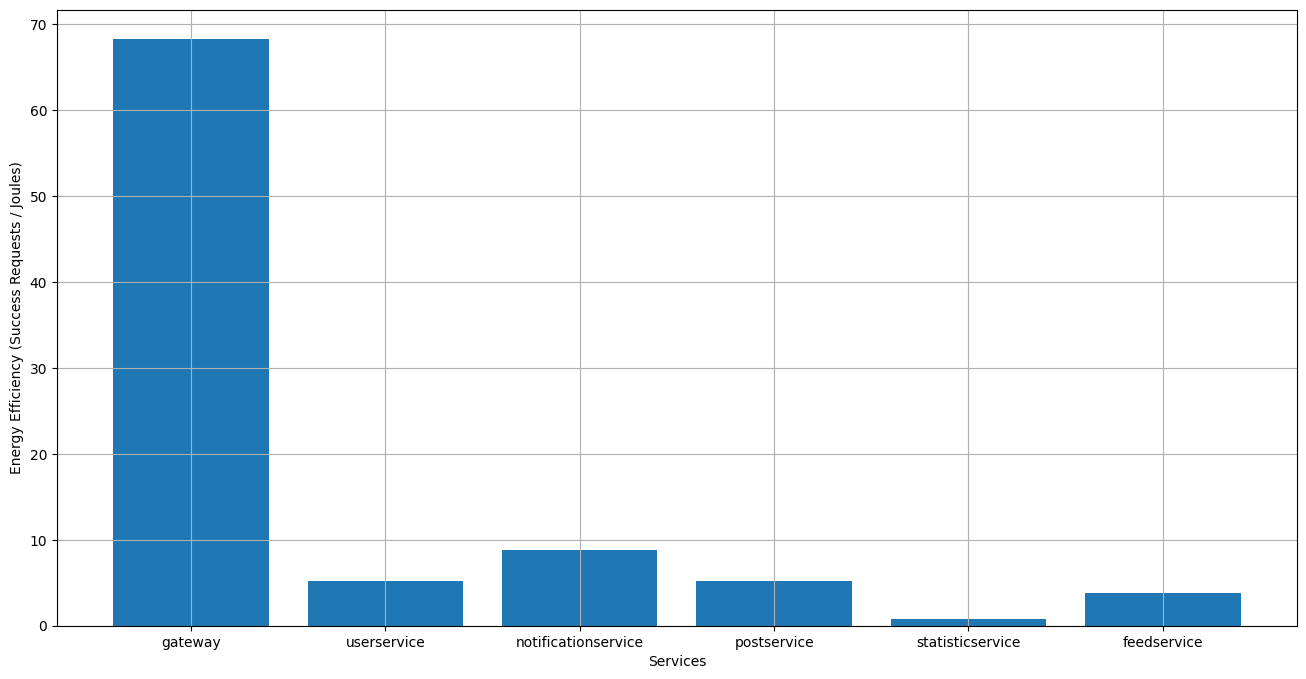 Energy Efficiency (Success Requests / Joules)
70
60
50
40
30
20
10
0
gateway userservice notificationservice postservice statisticservice feedservice
Services